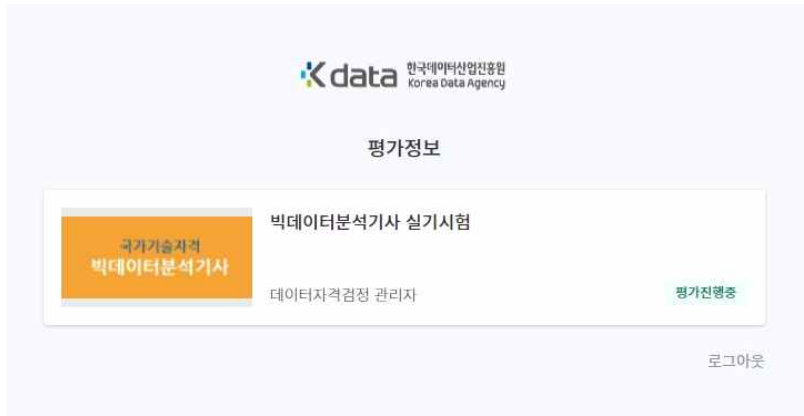 Kdata 한국데이터산업진흥원
Korea Data Agency
평가정보
국가기술자격
빅데이터분석기사
빅데이터분석기사 실기시험
데이터자격검정 관리자
평가진행중
로그아웃